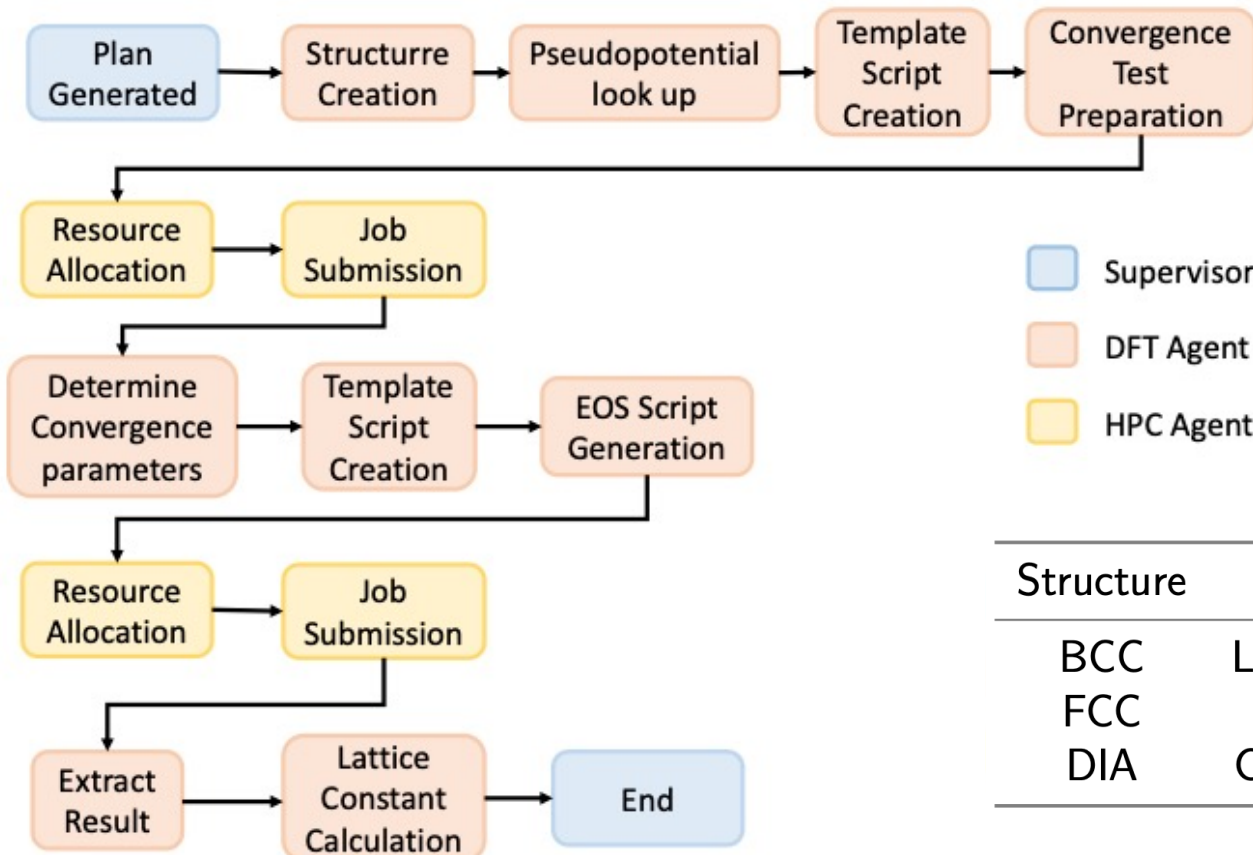 Plan
Generated
Structurre
Creation
Pseudopotential
look up
Template
Script
Creation
Convergence
Test
Preparation
Resource
Allocation
Job
Submission
Supervisor
DFT Agent
HPC Agent
Determine
Convergence
parameters
Template
Script
Creation
EOS Script
Generation
Resource
Allocation
Job
Submission
Structure
BCC L
FCC
DIA
Extract
Result
Lattice
Constant
Calculation
End